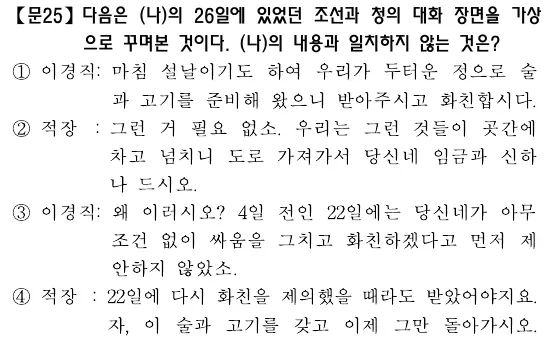 【문25】 다음은 (나)의 26일에 있었던 조선과 청의 대화 장면을 가상
으로 꾸며본 것이다. (나)의 내용과 일치하지 않는 것은?
① 이경직: 마침 설날이기도 하여 우리가 두터운 정으로 술
과 고기를 준비해 왔으니 받아주시고 화친합시다.
② 적장 : 그런 거 필요 없소. 우리는 그런 것들이 곳간에
차고 넘치니 도로 가져가서 당신네 임금과 신하
나 드시오.
③ 이경직: 왜 이러시오? 4일 전인 22일에는 당신네가 아무
조건 없이 싸움을 그치고 화친하겠다고 먼저 제
안하지 않았소.
④ 적장 : 22일에 다시 화친을 제의했을 때라도 받았어야지요.
자, 이 술과 고기를 갖고 이제 그만 돌아가시오.